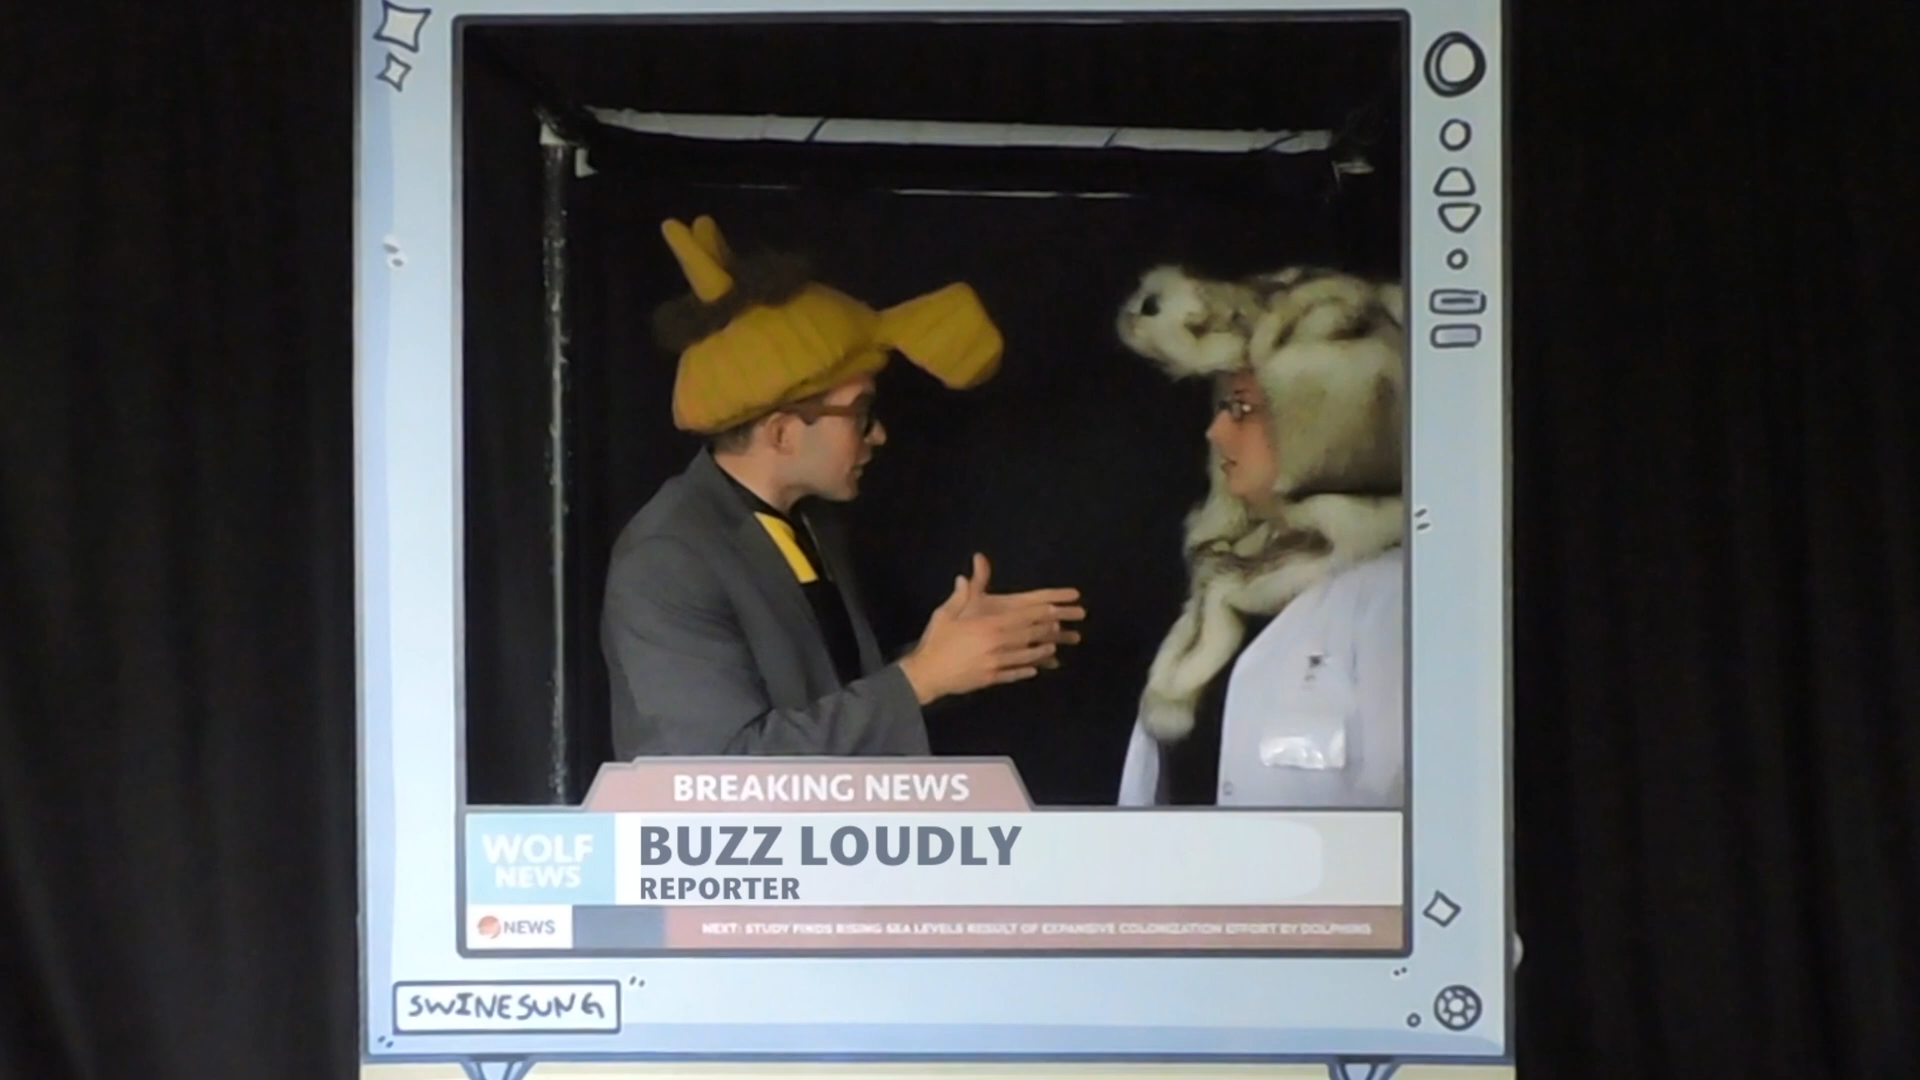 BREAKING NEWS
WOLF
NEWS
BUZZ LOUDLY
REPORTER
NEWS
NEXT: STUDY FINDS RISING SEA LEVELS RESULT OF EXPANSIVE COLONIZATION EFFORT BY DOLPHINS
SWINESUNG